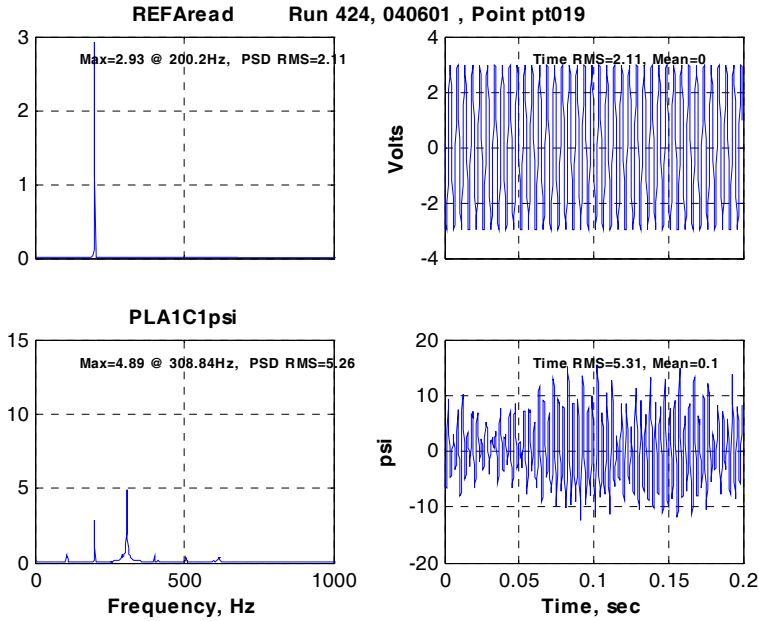 REFAread Run 424, 040601 , Point pt019
Max=2.93 @ 200.2Hz, PSD RMS=2.11
3
2
1
0
Time RMS=2.11, Mean=0
Volts
4
2
0
-2
-4
PLA1C1psi
Max=4.89 @ 308.84Hz, PSD RMS=5.26
15
10
5
0
0 500 1000
Frequency, Hz
Time RMS=5.31, Mean=0.1
psi
20
10
0
-10
-20
0 0.05 0.1 0.15 0.2
Time, sec